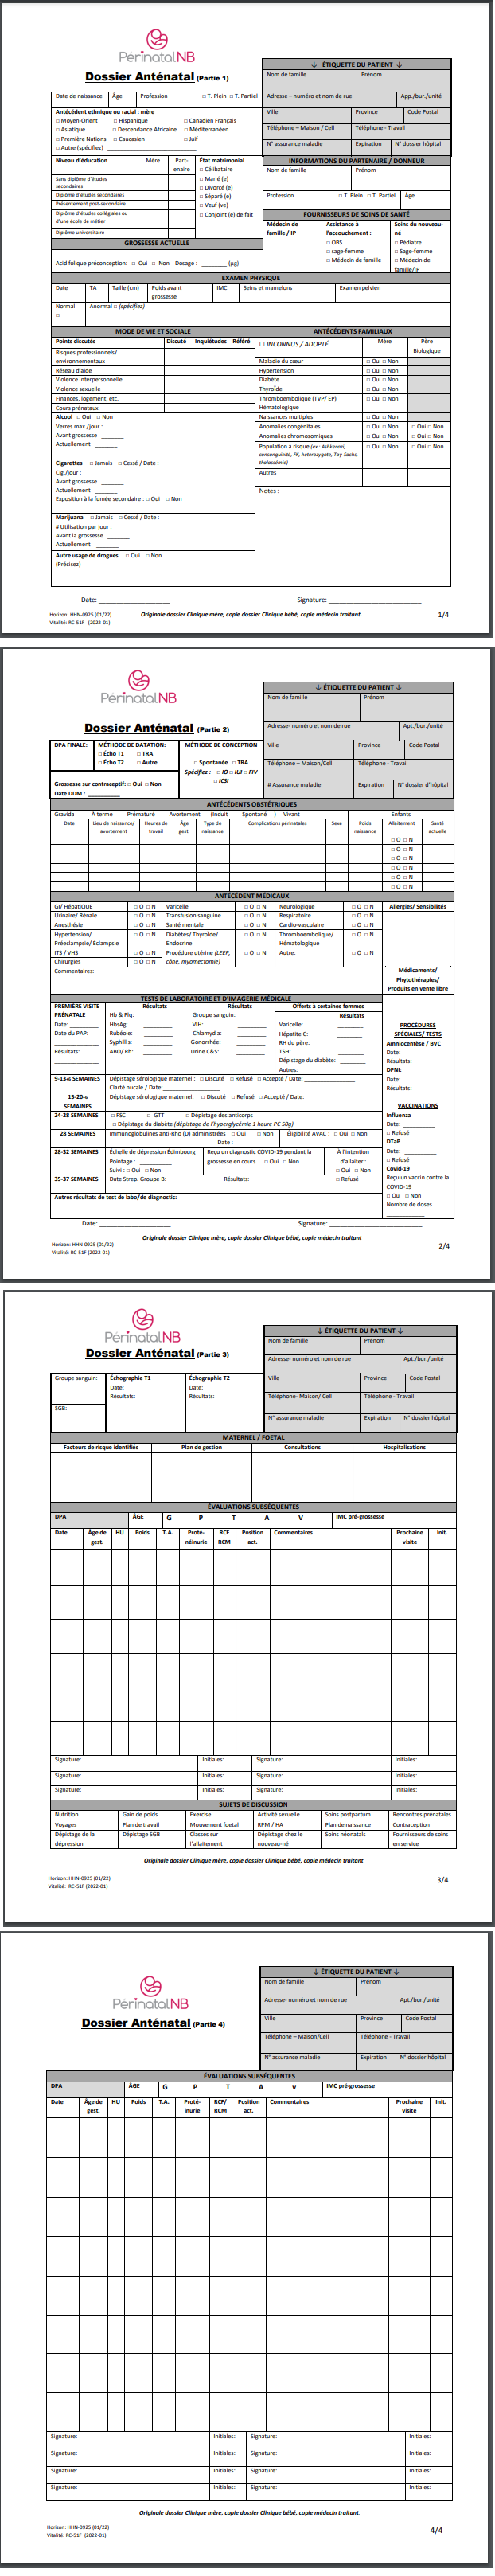 PérinatalNB
Dossier Anténatal (Partie 1)
↓ ÉTIQUETTE DU PATIENT ↓
Nom de famille Prénom
Date de naissance Âge Profession □ T. Plein □ T. Partiel Adresse – numéro et nom de rue App./bur./unité
Antécédent ethnique ou racial : mère
□ Moyen-Orient □ Hispanique □ Canadien Français
□ Asiatique □ Descendance Africaine □ Méditerranéen
□ Première Nations □ Caucasien □ Juif
□ Autre (spécifiez)
Ville Province Code Postal
Téléphone – Maison / Cell Téléphone - Travail
N° assurance maladie Expiration N° dossier hôpital
Niveau d'éducation Mère Part-enaire
Sans diplôme d'études secondaires
Diplôme d'études secondaires
Présentement post-secondaire
Diplôme d'études collégiales ou d'une école de métier
Diplôme universitaire
État matrimonial
□ Célibataire
□ Marié (e)
□ Divorcé (e)
□ Séparé (e)
□ Veuf (ve)
□ Conjoint (e) de fait
INFORMATIONS DU PARTENAIRE / DONNEUR
Nom de famille Prénom
Profession □ T. Plein □ T. Partiel Âge
FOURNISSEURS DE SOINS DE SANTÉ
Médecin de famille / IP
Assistance à l'accouchement :
□ OBS
□ sage-femme
□ Médecin de famille
Soins du nouveau-né
□ Pédiatre
□ Sage-femme
□ Médecin de famille/IP
GROSSESSE ACTUELLE
Acid folique préconception: □ Oui □ Non Dosage : ______ (µg)
EXAMEN PHYSIQUE
Date TA Taille (cm) Poids avant grossesse IMC Seins et mamelons Examen pelvien
Normal □ Anormal □ (spécifiez)
MODE DE VIE ET SOCIALE
Points discutés Discuté Inquiétudes Référé
Risques professionnels/ environnementaux
Réseau d'aide
Violence interpersonnelle
Violence sexuelle
Finances, logement, etc.
Cours prénataux
Alcool □ Oui □ Non
Verres max./jour :
Avant grossesse ______
Actuellement ______
Cigarettes □ Jamais □ Cessé / Date :
Cig./jour :
Avant grossesse ______
Actuellement ______
Exposition à la fumée secondaire : □ Oui □ Non
Marijuana □ Jamais □ Cessé / Date :
# Utilisation par jour :
Avant la grossesse ______
Actuellement ______
Autre usage de drogues □ Oui □ Non
(Précisez)
ANTÉCÉDENTS FAMILIAUX
□ INCONNUS / ADOPTÉ Mère Père Biologique
Maladie du cœur □ Oui □ Non
Hypertension □ Oui □ Non
Diabète □ Oui □ Non
Thyroïde □ Oui □ Non
Thromboembolique (TVP/ EP) Hématologique □ Oui □ Non
Naissances multiples □ Oui □ Non
Anomalies congénitales □ Oui □ Non □ Oui □ Non
Anomalies chromosomiques □ Oui □ Non □ Oui □ Non
Population à risque (ex : Ashkenazi, consanguinité, FK, heterozygote, Tay-Sachs, thalassémie) □ Oui □ Non □ Oui □ Non
Autres
Notes :
Date: ____________ Signature: ____________
Horizon: HHN-0925 (01/22) Originale dossier Clinique mère, copie dossier Clinique bébé, copie médecin traitant. 1/4
Vitalité: RC-51F (2022-01)
PérinatalNB
Dossier Anténatal (Partie 2)
↓ ÉTIQUETTE DU PATIENT ↓
Nom de famille Prénom
Adresse- numéro et nom de rue Apt./bur./unité
Ville Province Code Postal
Téléphone – Maison/Cell Téléphone - Travail
# Assurance maladie Expiration N° dossier d'hôpital
DPA FINALE:
MÉTHODE DE DATATION:
□ Écho T1 □ TRA
□ Écho T2 □ Autre
Grossesse sur contraceptif: □ Oui □ Non
Date DDM : ________
MÉTHODE DE CONCEPTION
□ Spontanée □ TRA
Spécifiez : □ IO □ IUI □ FIV
□ ICSI
ANTÉCÉDENTS OBSTÉTRIQUES
Gravida À terme Prématuré Avortement (Induit Spontané ) Vivant Enfants
Date Lieu de naissance/ avortement Heures de travail Âge gest. Type de naissance Complications périnatales Sexe Poids naissance Allaitement Santé actuelle
□ O □ N
□ O □ N
□ O □ N
□ O □ N
□ O □ N
□ O □ N
ANTÉCÉDENT MÉDICAUX
GI/ HépatiQUE □ O □ N Varicelle □ O □ N Neurologique □ O □ N Allergies/ Sensibilités
Urinaire/ Rénale □ O □ N Transfusion sanguine □ O □ N Respiratoire □ O □ N
Anesthésie □ O □ N Santé mentale □ O □ N Cardio-vasculaire □ O □ N
Hypertension/ Préeclampsie/ Éclampsie □ O □ N Diabètes/ Thyroïde/ Endocrine □ O □ N Thromboembolique/ Hématologique □ O □ N
ITS / VHS □ O □ N Procédure utérine (LEEP, cône, myomectomie) □ O □ N Autre: □ O □ N
Chirurgies □ O □ N
Commentaires:
Médicaments/ Phytothérapies/ Produits en vente libre
TESTS DE LABORATOIRE ET D'IMAGERIE MÉDICALE
PREMIÈRE VISITE PRÉNATALE
Date: ________
Date du PAP: ________
Résultats: ________
Résultats Résultats
Hb & Plq: Groupe sanguin:
HbsAg: VIH:
Rubéole: Chlamydia:
Syphillis: Gonorrhée:
ABO/ Rh: Urine C&S:
Offerts à certaines femmes
Résultats
Varicelle:
Hépatite C:
RH du père:
TSH:
Dépistage du diabète:
Autres:
9-13+6 SEMAINES Dépistage sérologique maternel : □ Discuté □ Refusé □ Accepté / Date:
Clarté nucale / Date:
15-20+6 SEMAINES Dépistage sérologique maternel: □ Discuté □ Refusé □ Accepté / Date:
24-28 SEMAINES □ FSC □ GTT □ Dépistage des anticorps
□ Dépistage du diabète (dépistage de l'hyperglycémie 1 heure PC 50g)
28 SEMAINES Immunoglobulines anti-Rho (D) administrées □ Oui □ Non Eligibilité AVAC : □ Oui □ Non
Date :
28-32 SEMAINES Échelle de dépression Édimbourg
Pointage :
Suivi : □ Oui □ Non
Reçu un diagnostic COVID-19 pendant la grossesse en cours □ Oui □ Non
À l'intention d'allaiter :
□ Oui □ Non
35-37 SEMAINES Date Strep. Groupe B: Résultats: □ Refusé
Autres résultats de test de labo/de diagnostic:
PROCÉDURES SPÉCIALES/ TESTS
Amniocentèse / BVC
Date:
Résultats:
DPNI:
Date:
Résultats:
VACCINATIONS
Influenza
Date: ________
□ Refusé
DTaP
Date: ________
□ Refusé
Covid-19
Reçu un vaccin contre la COVID-19
□ Oui □ Non
Nombre de doses
Date: ____________ Signature: ____________
Originale dossier Clinique mère, copie dossier Clinique bébé, copie médecin traitant
Horizon: HHN-0925 (01/22) 2/4
Vitalité: RC-51F (2022-01)
PérinatalNB
Dossier Anténatal (Partie 3)
↓ ÉTIQUETTE DU PATIENT ↓
Nom de famille Prénom
Adresse- numéro et nom de rue Apt./bur./unité
Ville Province Code Postal
Téléphone- Maison/ Cell Téléphone - Travail
N° assurance maladie Expiration N° dossier hôpital
Groupe sanguin:
SGB:
Échographie T1
Date:
Résultats:
Échographie T2
Date:
Résultats:
MATERNEL / FOETAL
Facteurs de risque identifiés Plan de gestion Consultations Hospitalisations
ÉVALUATIONS SUBSÉQUENTES
DPA ÂGE G P T A V IMC pré-grossesse
Date Âge de gest. HU Poids T.A. Proté-néinurie RCF RCM Position act. Commentaires Prochaine visite Init.
Signature: Initiales: Signature: Initiales:
Signature: Initiales: Signature: Initiales:
Signature: Initiales: Signature: Initiales:
SUJETS DE DISCUSSION
Nutrition Gain de poids Exercise Activité sexuelle Soins postpartum Rencontres prénatales
Voyages Plan de travail Mouvement foetal RPM / HA Plan de naissance Contraception
Dépistage de la dépression Dépistage SGB Classes sur l'allaitement Dépistage chez le nouveau-né Soins néonatals Fournisseurs de soins en service
Originale dossier Clinique mère, copie dossier Clinique bébé, copie médecin traitant
Horizon: HHN-0925 (01/22) 3/4
Vitalité: RC-51F (2022-01)
PérinatalNB
Dossier Anténatal (Partie 4)
↓ ÉTIQUETTE DU PATIENT ↓
Nom de famille Prénom
Adresse- numéro et nom de rue Apt./bur./unité
Ville Province Code Postal
Téléphone – Maison/Cell Téléphone - Travail
N° assurance maladie Expiration N° dossier hôpital
ÉVALUATIONS SUBSÉQUENTES
DPA ÂGE G P T A v IMC pré-grossesse
Date Âge de gest. HU Poids T.A. Proté-inurie RCF/ RCM Position act. Commentaires Prochaine visite Init.
Signature: Initiales: Signature: Initiales:
Signature: Initiales: Signature: Initiales:
Signature: Initiales: Signature: Initiales:
Signature: Initiales: Signature: Initiales:
Originale dossier Clinique mère, copie dossier Clinique bébé, copie médecin traitant.
Horizon: HHN-0925 (01/22) 4/4
Vitalité: RC-51F (2022-01)